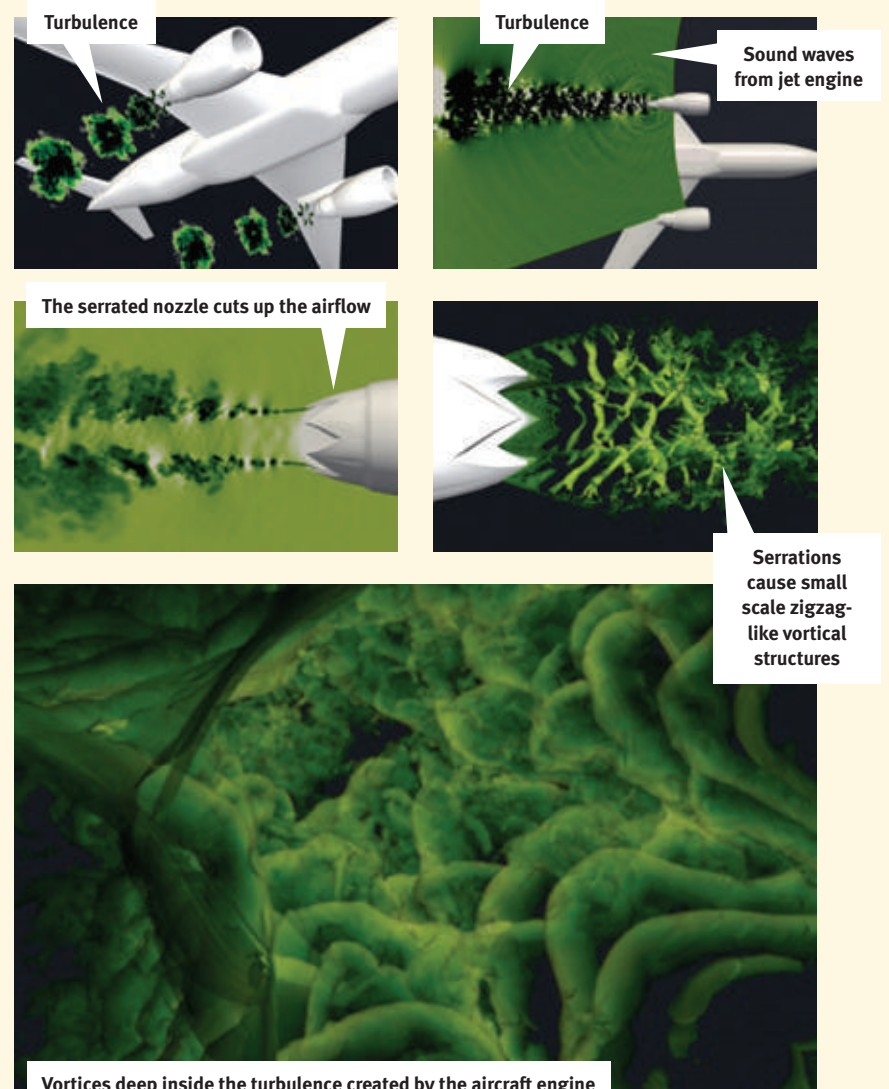 Turbulence
Turbulence
Sound waves
from jet engine
The serrated nozzle cuts up the airflow
Serrations
cause small
scale zigzag-
like vortical
structures
Vortices deep inside the turbulence created by the aircraft engine